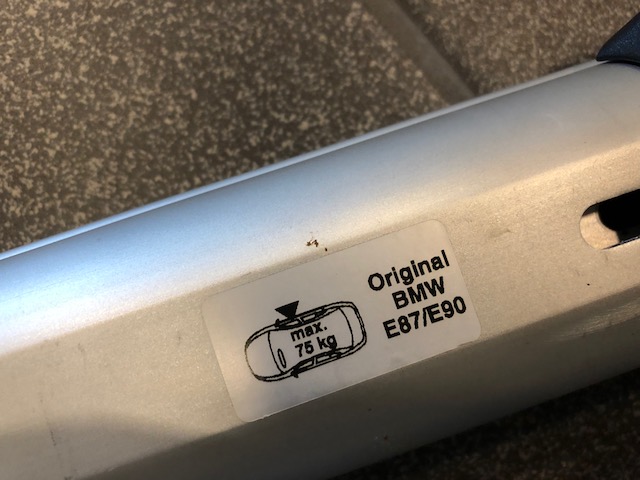 max.
75 kg
Original
BMW
E87/E90